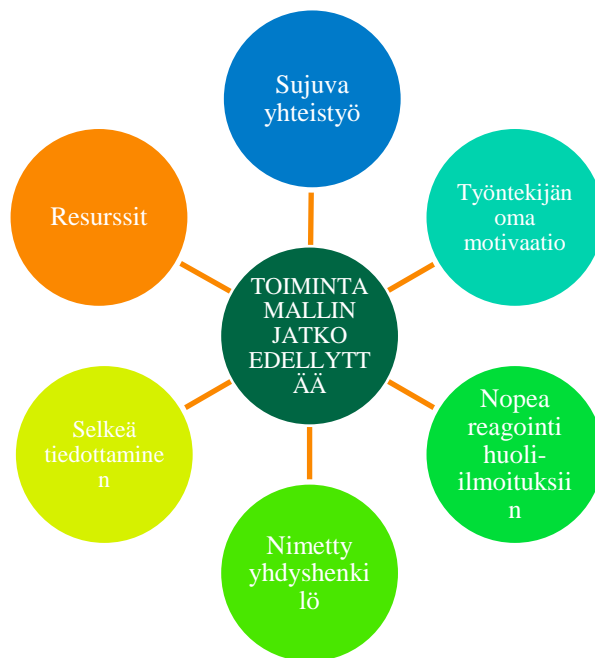 Sujuva
yhteistyö
Työntekijän
oma
motivaatio
Nopea
reagointi
huoli-
ilmoituksii
n
Nimetty
yhdyshenki
lö
Selkeä
tiedottamine
n
Resurssit
TOIMINTA
MALLIN
JATKO
EDELLYTT
ÄÄ